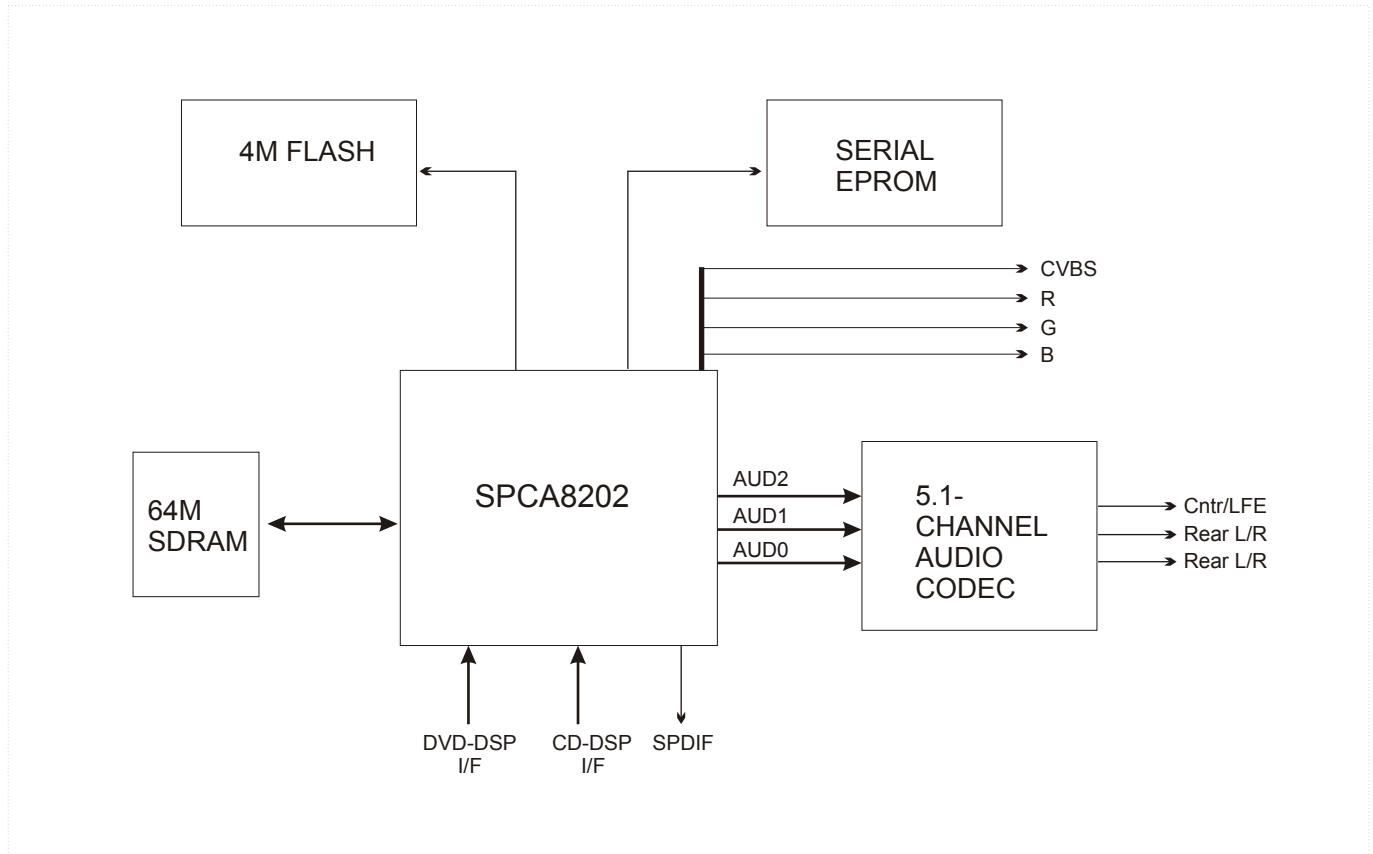 4M FLASH
SERIAL
EPROM
CVBS
R
G
B
SPCA8202
64M
SDRAM
AUD2
AUD1
AUD0
5.1-
CHANNEL
AUDIO
CODEC
Cntr/LFE
Rear L/R
Rear L/R
DVD-DSP
I/F
CD-DSP
I/F
SPDIF